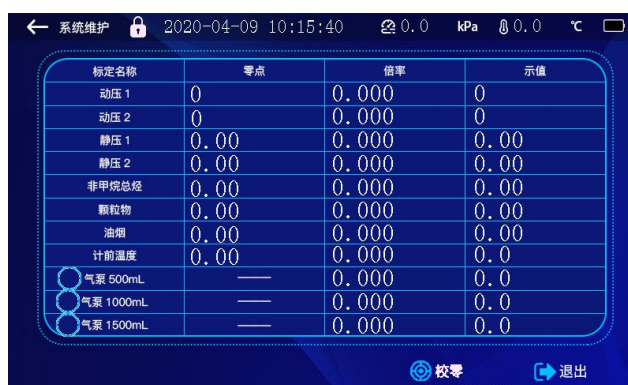 系统维护 2020-04-09 10:15:40 0.0 kPa 0.0 ℃
标定名称 零点 倍率 示值
动压 1 0 0.000 0
动压 2 0 0.000 0
静压 1 0.00 0.000 0.00
静压 2 0.00 0.000 0.00
非甲烷总烃 0.00 0.000 0.00
颗粒物 0.00 0.000 0.00
油烟 0.00 0.000 0.00
计前温度 0.00 0.000 0.0
气泵 500mL —— 0.000 0.0
气泵 1000mL —— 0.000 0.0
气泵 1500mL —— 0.000 0.0
校零 退出